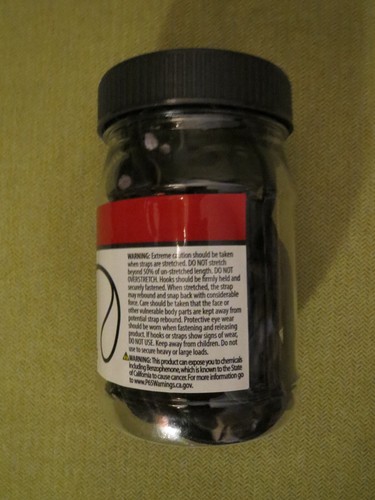 WARNING: Extreme caution should be taken
when straps are stretched. DO NOT stretch
beyond 50% of un-stretched length. DO NOT
OVERSTRETCH. Hooks should be firmly held and
securely fastened. When stretched, the strap
may rebound and snap back with considerable
force. Care should be taken that the face or
other vulnerable body parts are kept away from
potential strap rebound. Protective eye wear
should be worn when fastening and releasing
product. If hooks or straps show signs of wear,
DO NOT USE. Keep away from children. Do not
use to secure heavy or large loads.
WARNING: This product can expose you to chemicals
including Benzophenone, which is known to the State
of California to cause cancer. For more information go
to www.P65Warnings.ca.gov.